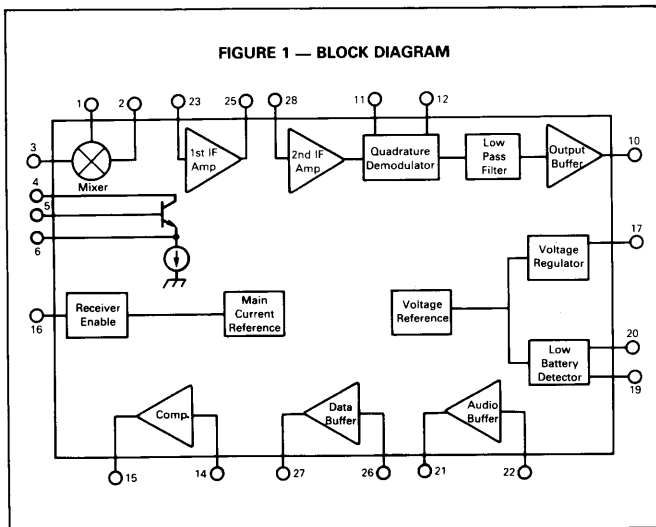 FIGURE 1 — BLOCK DIAGRAM
1
2
23
25
28
11
12
3
Mixer
1st IF
Amp
2nd IF
Amp
Quadrature
Demodulator
Low
Pass
Filter
Output
Buffer
10
4
5
6
17
Voltage
Regulator
16
Receiver
Enable
Main
Current
Reference
Voltage
Reference
20
Low
Battery
Detector
19
Comp.
Data
Buffer
Audio
Buffer
15
14
27
26
21
22